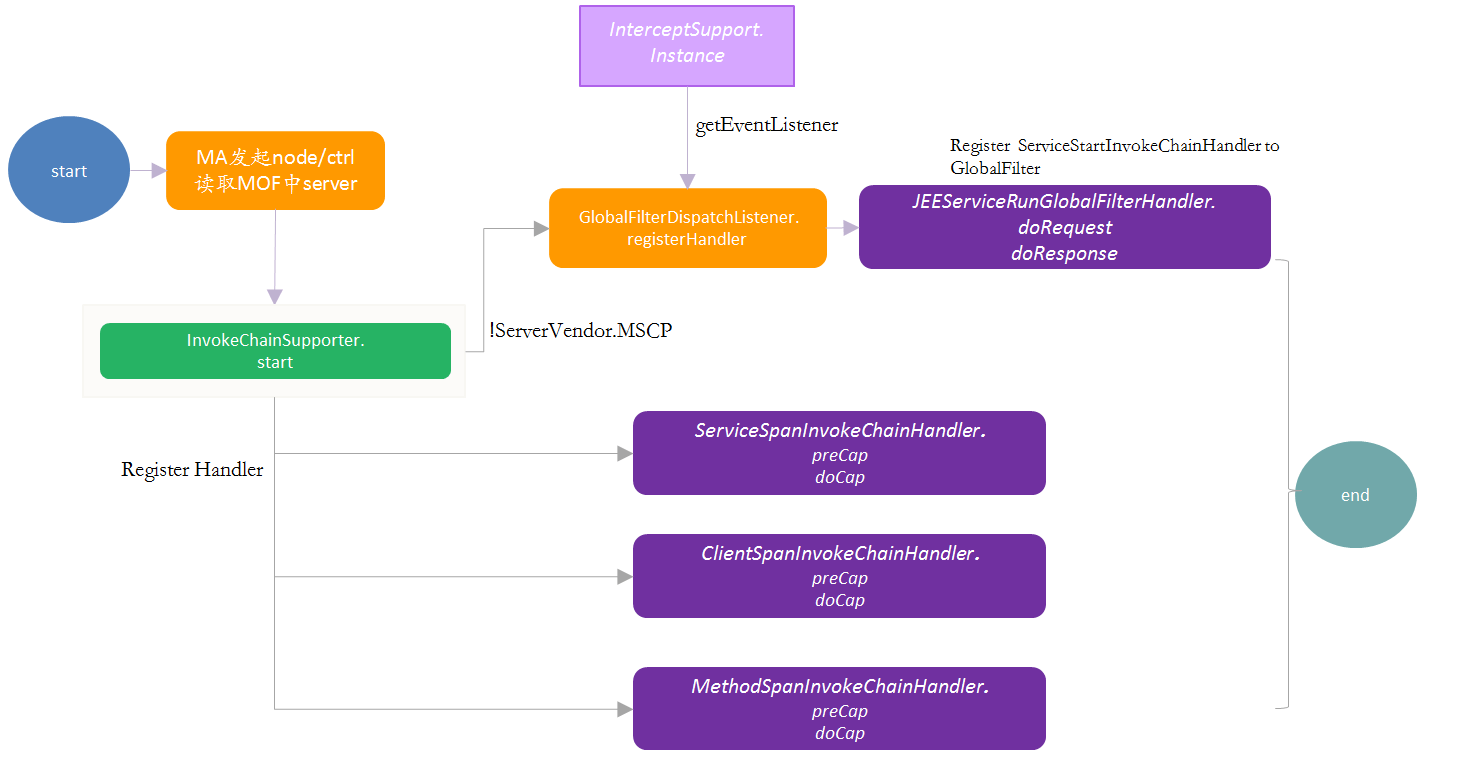 InterceptSupport.
Instance
getEventListener
start
MA发起node/ctrl
读取MOF中server
Register ServiceStartInvokeChainHandler to
GlobalFilter
GlobalFilterDispatchListener.
registerHandler
JEEServiceRunGlobalFilterHandler.
doRequest
doResponse
!ServerVendor.MSCP
InvokeChainSupporter.
start
Register Handler
ServiceSpanInvokeChainHandler.
preCap
doCap
ClientSpanInvokeChainHandler.
preCap
doCap
MethodSpanInvokeChainHandler.
preCap
doCap
end